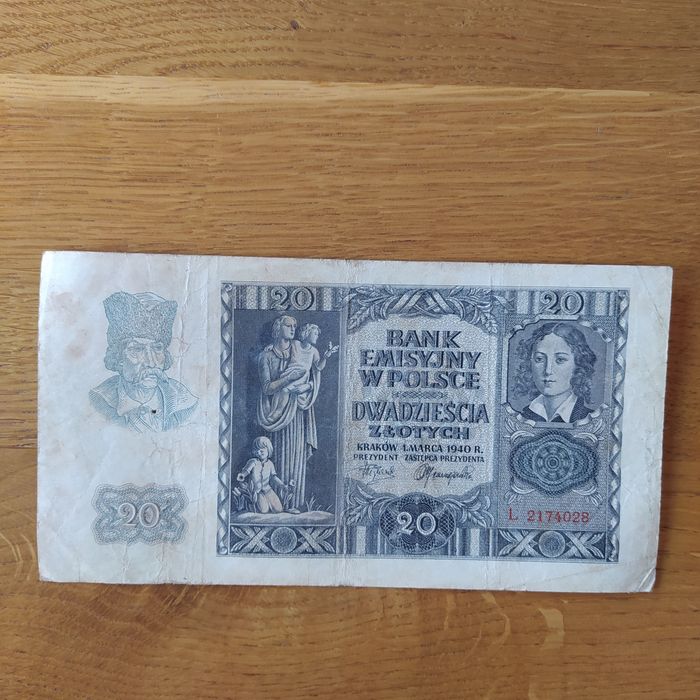 20
20
BANK
EMISYJNY
W POLSCE
DWADZIEŚCIA
ZŁOTYCH
KRAKÓW 1.MARCA 1940 R.
PREZYDENT ZASTĘPCA PREZYDENTA
20
20
L 2174028